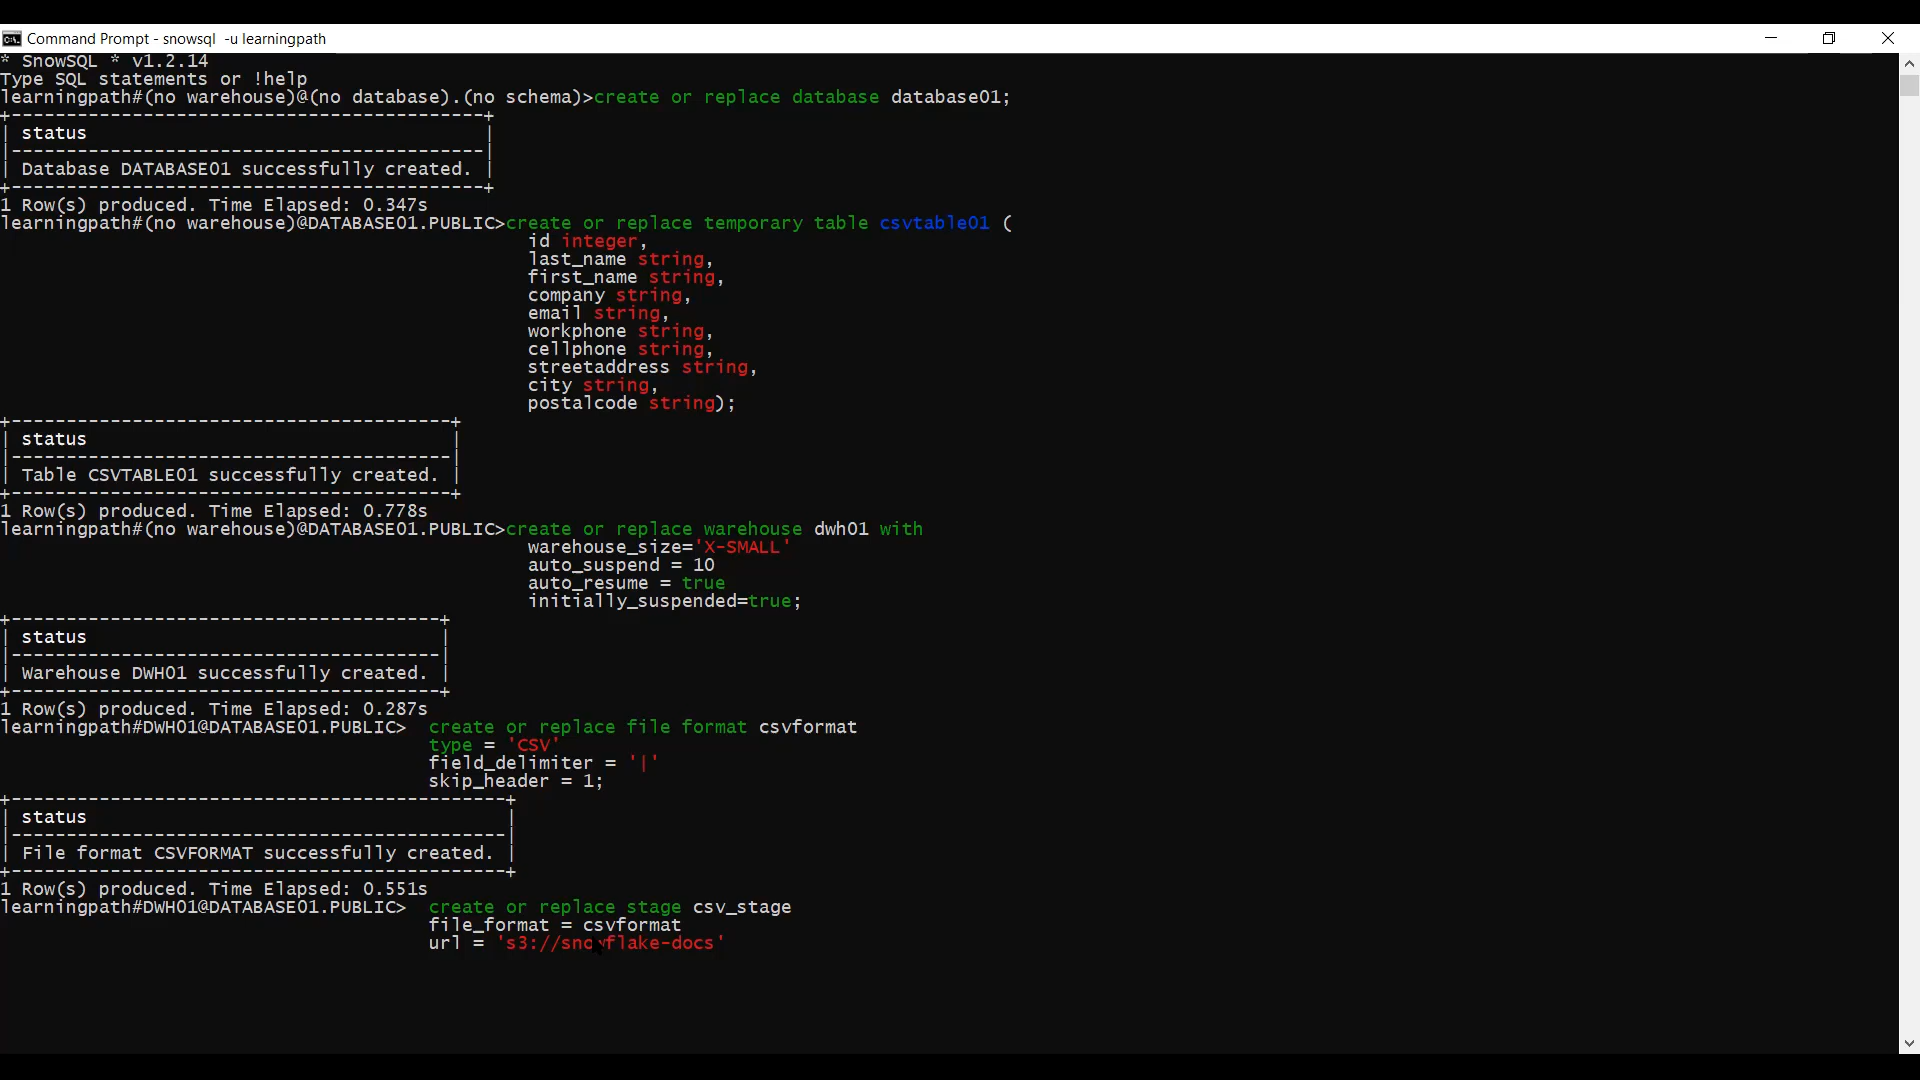 Command Prompt - snowsql  -u learningpath
* SnowSQL * v1.2.14
Type SQL statements or !help
learningpath#(no warehouse)@(no database).(no schema)>create or replace database database01;
+-------------------------------------------+
| status                                    |
|-------------------------------------------|
| Database DATABASE01 successfully created. |
+-------------------------------------------+
1 Row(s) produced. Time Elapsed: 0.347s
learningpath#(no warehouse)@DATABASE01.PUBLIC>create or replace temporary table csvtable01 (
id integer,
last_name string,
first_name string,
company string,
email string,
workphone string,
cellphone string,
streetaddress string,
city string,
postalcode string);
+----------------------------------------+
| status                                 |
|----------------------------------------|
| Table CSVTABLE01 successfully created. |
+----------------------------------------+
1 Row(s) produced. Time Elapsed: 0.778s
learningpath#(no warehouse)@DATABASE01.PUBLIC>create or replace warehouse dwh01 with
warehouse_size='X-SMALL'
auto_suspend = 10
auto_resume = true
initially_suspended=true;
+---------------------------------------+
| status                                |
|---------------------------------------|
| Warehouse DWH01 successfully created. |
+---------------------------------------+
1 Row(s) produced. Time Elapsed: 0.287s
learningpath#DWH01@DATABASE01.PUBLIC>  create or replace file format csvformat
type = 'CSV'
field_delimiter = '|'
skip_header = 1;
+---------------------------------------------+
| status                                      |
|---------------------------------------------|
| File format CSVFORMAT successfully created. |
+---------------------------------------------+
1 Row(s) produced. Time Elapsed: 0.551s
learningpath#DWH01@DATABASE01.PUBLIC>  create or replace stage csv_stage
file_format = csvformat
url = 's3://snowflake-docs'